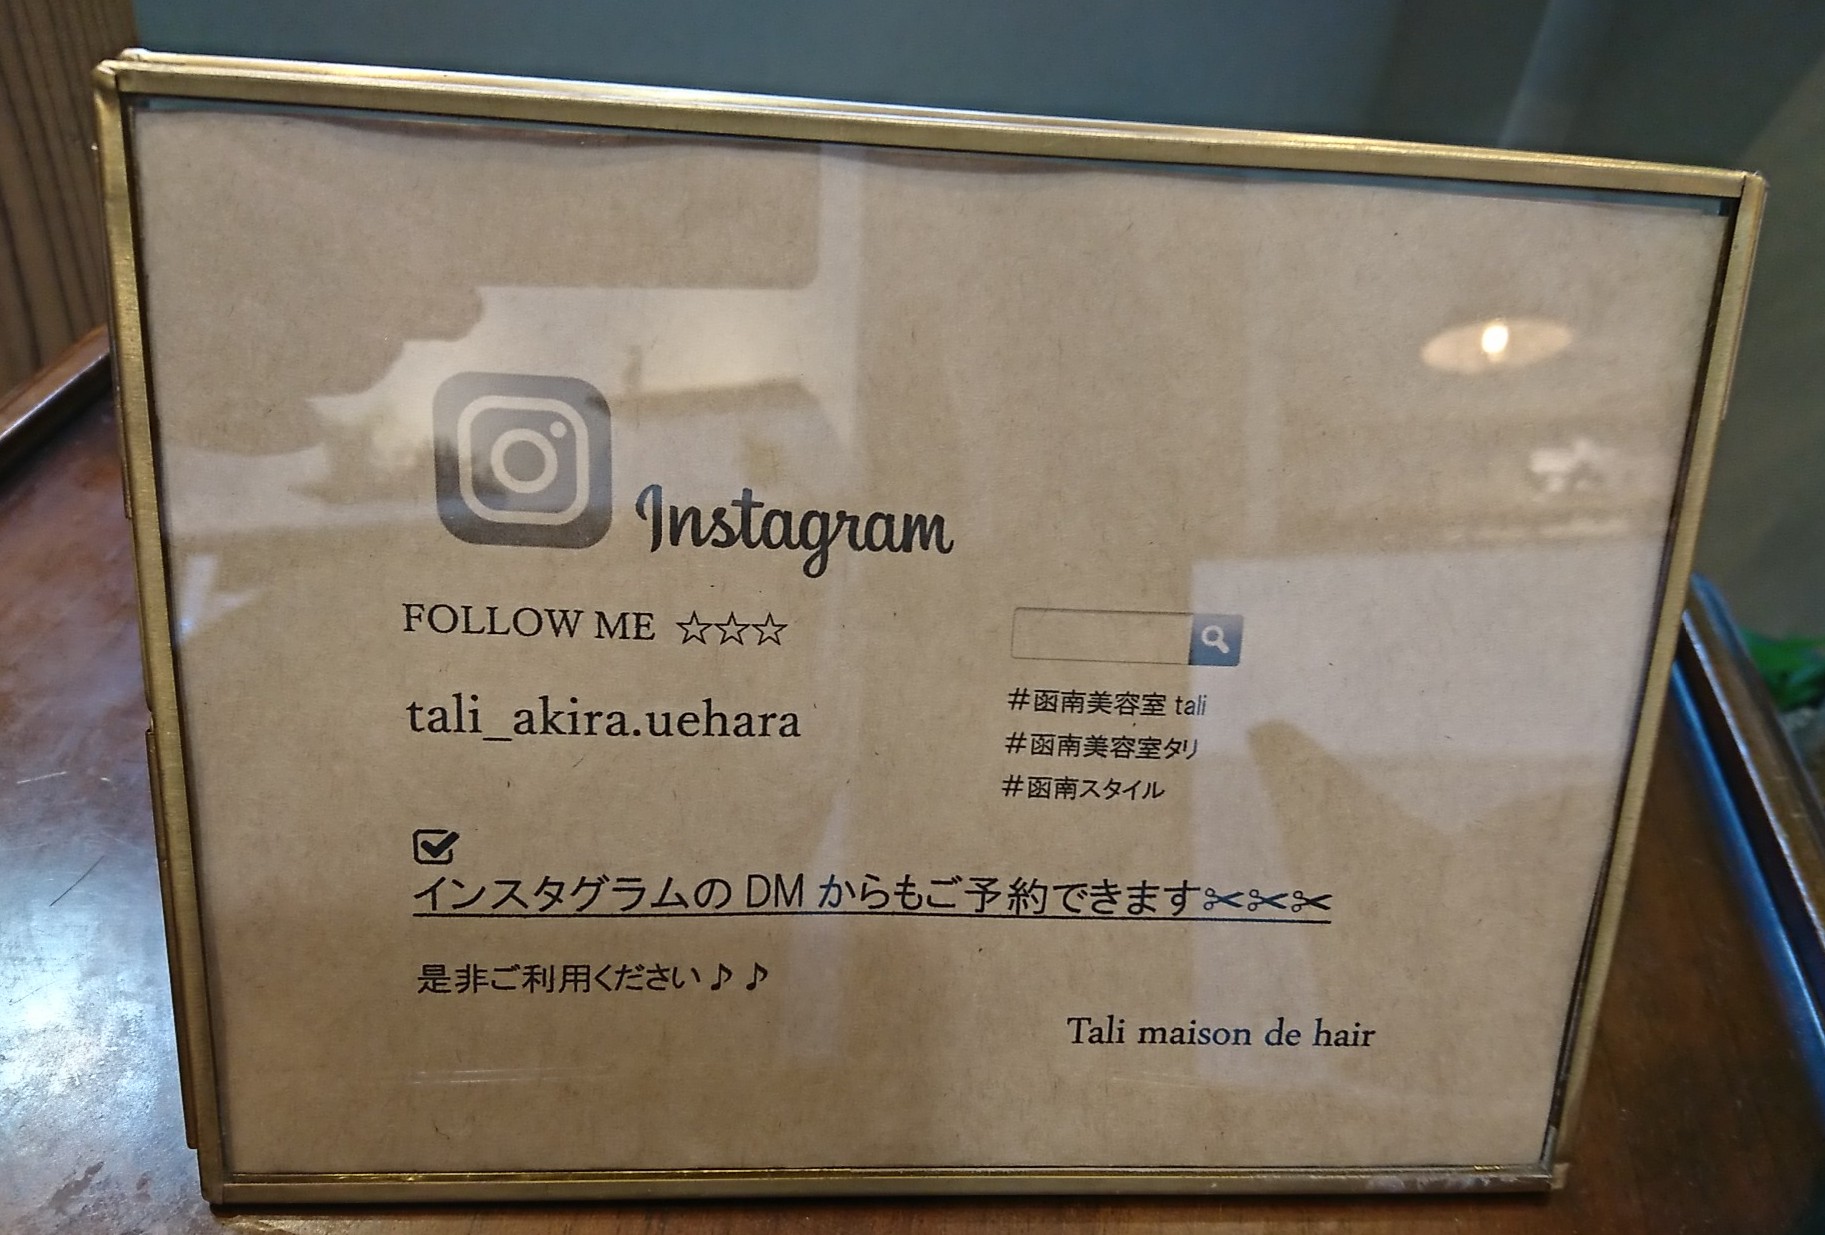 Instagram
FOLLOW ME ☆☆☆
tali_akira.uehara
#函南美容室 tali
#函南美容室タリ
#函南スタイル
インスタグラムの DM からもご予約できます✂✂✂
是非ご利用ください♪♪
Tali maison de hair